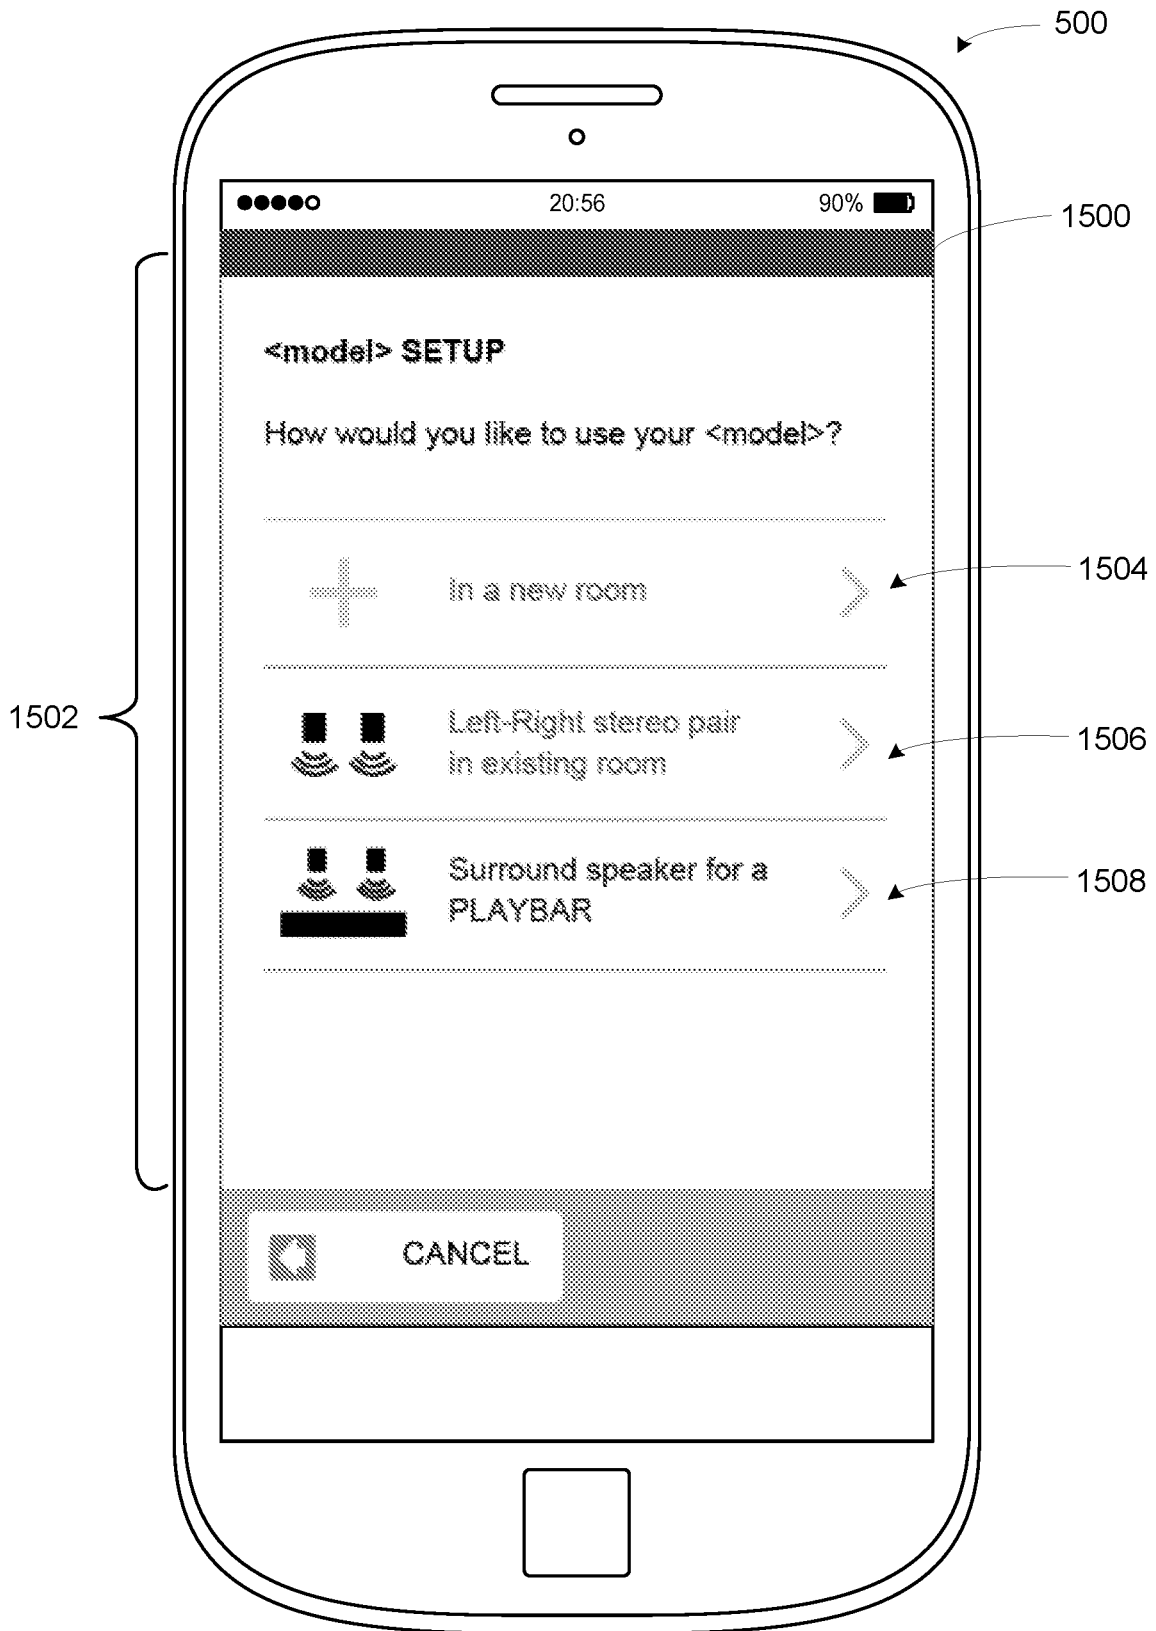 500
20:56
90%
1500
<model> SETUP
How would you like to use your <model>?
In a new room
1504
1502
Left-Right stereo pair
in existing room
1506
Surround speaker for a
PLAYBAR
1508
CANCEL